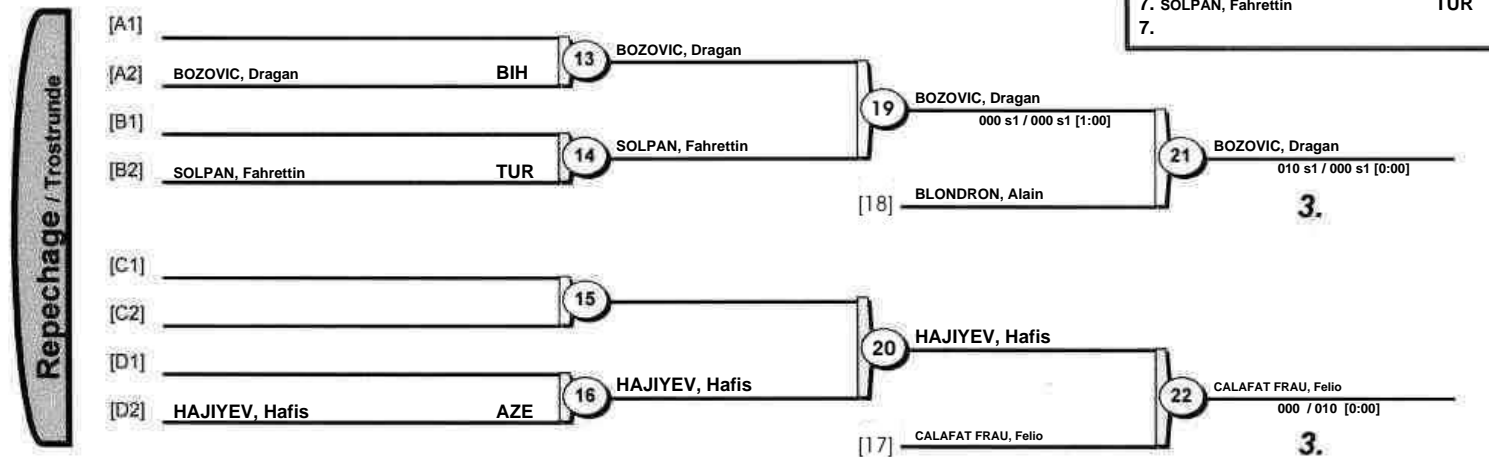 7. SOLPAN, Fahrettin TUR
7.
Repechage / Trostrunde
[A1]
13
BOZOVIC, Dragan
[A2] BOZOVIC, Dragan BIH
19
BOZOVIC, Dragan
000 s1 / 000 s1 [1:00]
[B1]
14
SOLPAN, Fahrettin
[B2] SOLPAN, Fahrettin TUR
21
BOZOVIC, Dragan
010 s1 / 000 s1 [0:00]
[18] BLONDRON, Alain
3.
[C1]
15
[C2]
20
HAJIYEV, Hafis
[D1]
16
HAJIYEV, Hafis
[D2] HAJIYEV, Hafis AZE
22
CALAFAT FRAU, Felio
000 / 010 [0:00]
[17] CALAFAT FRAU, Felio
3.